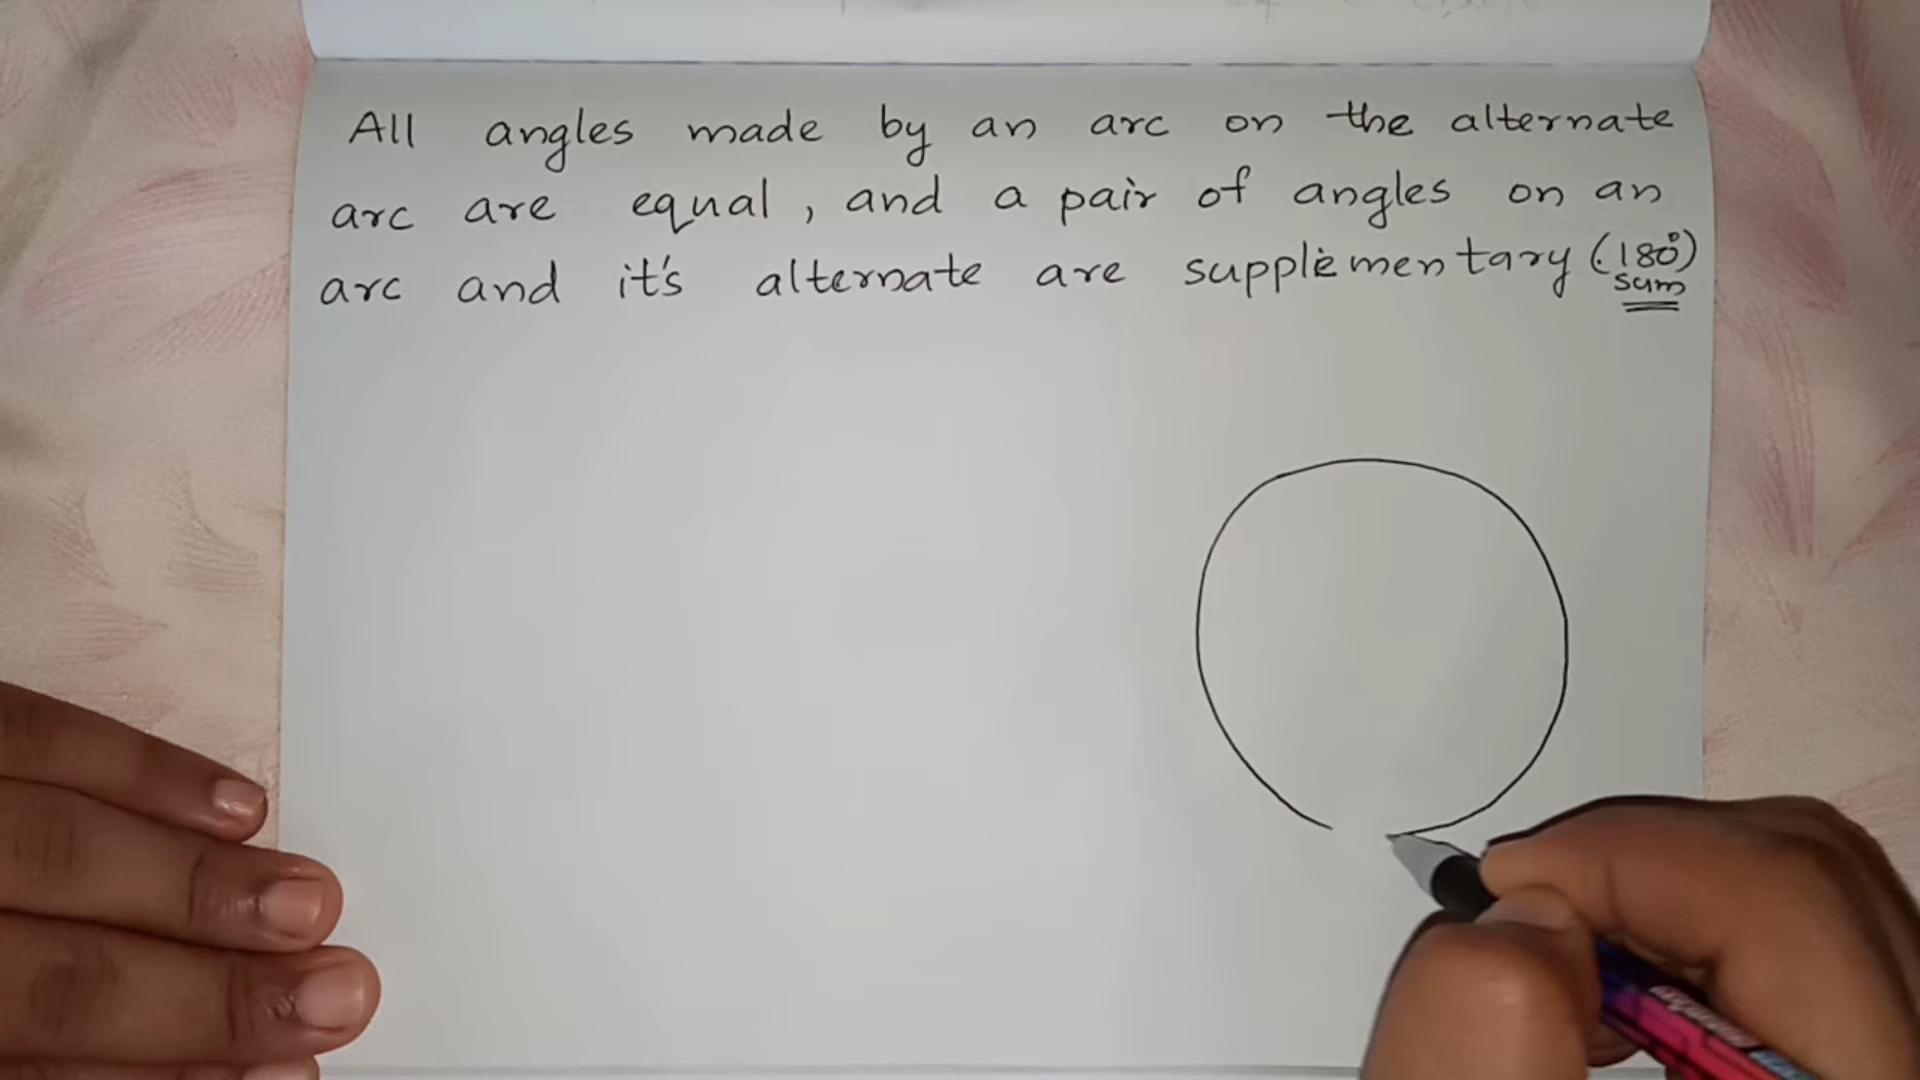 All angles made by an arc on the alternate
arc are equal, and a pair of angles on an
arc and it's alternate are supplementary (180°)
sum